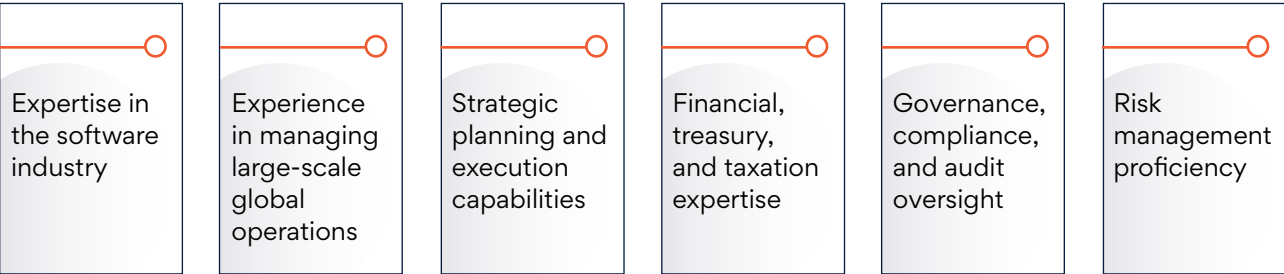 Expertise in
the software
industry
Experience
in managing
large-scale
global
operations
Strategic
planning and
execution
capabilities
Financial,
treasury,
and taxation
expertise
Governance,
compliance,
and audit
oversight
Risk
management
proficiency